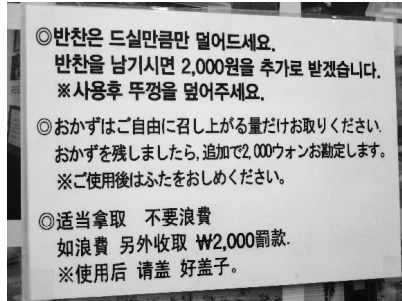 ◎반찬은 드실만큼만 덜어드세요.
반찬을 남기시면 2,000원을 추가로 받겠습니다.
※사용후 뚜껑을 덮어주세요.
◎おかずはご自由に召し上がる量だけお取りください.
おかずを残しましたら, 追加で2,000ウォンお勘定します。
※ご使用後はふたをおしめください。
◎适当拿取 不要浪費
如浪費 另外收取 ₩2,000罰款.
※使用后 请盖 好盖子。